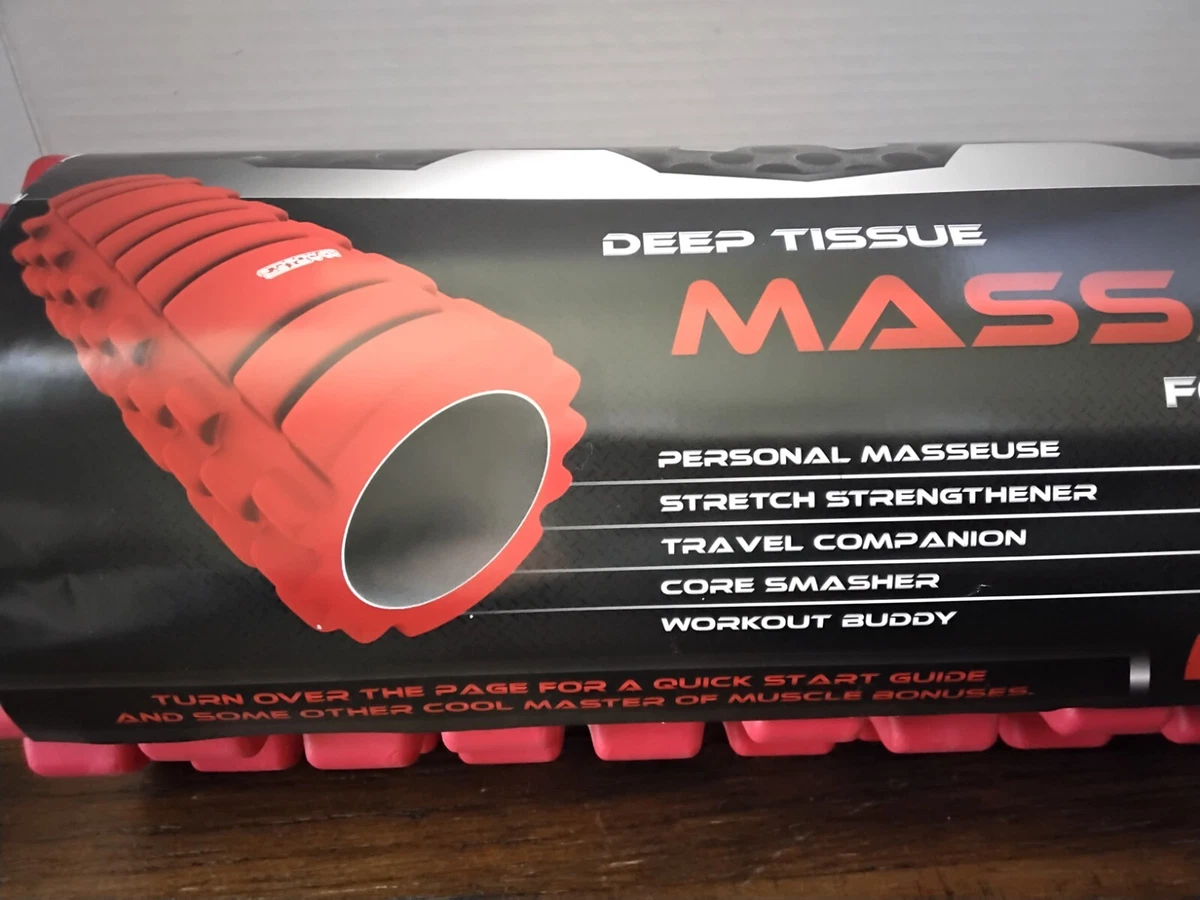 DEEP TISSUE
MASS
F
PERSONAL MASSEUSE
STRETCH STRENGTHENER
TRAVEL COMPANION
CORE SMASHER
WORKOUT BUDDY
TURN OVER THE PAGE FOR A QUICK START GUIDE
AND SOME OTHER COOL MASTER OF MUSCLE BONUSES.